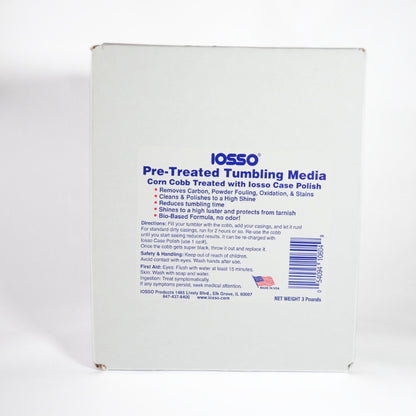 IOSSO®
Pre-Treated Tumbling Media
Corn Cobb Treated with Iosso Case Polish
• Removes Carbon, Powder Fouling, Oxidation, & Stains
• Cleans & Polishes to a High Shine
• Reduces tumbling time
• Shines to a high luster and protects from tarnish
• Bio-Based Formula, no odor!
Directions: Fill your tumbler with the cobb, add your casings, and let it run!
For standard dirty casings, run for 2 hours or so. Re-use the cobb
until you start seeing reduced results. It can be re-charged with
Iosso Case Polish (use 1 oz#).
Once the cobb gets super black, throw it out and replace it.
Safety & Handling: Keep out of reach of children.
Avoid contact with eyes. Wash hands after use.
First Aid: Eyes: Flush with water at least 15 minutes.
Skin: Wash with soap and water.
Ingestion: Treat symptomatically.
If any symptoms persist, seek medical attention.
MADE IN USA
IOSSO Products 1485 Lively Blvd., Elk Grove, IL 60007
847-437-8400 www.iosso.com
NET WEIGHT 3 Pounds